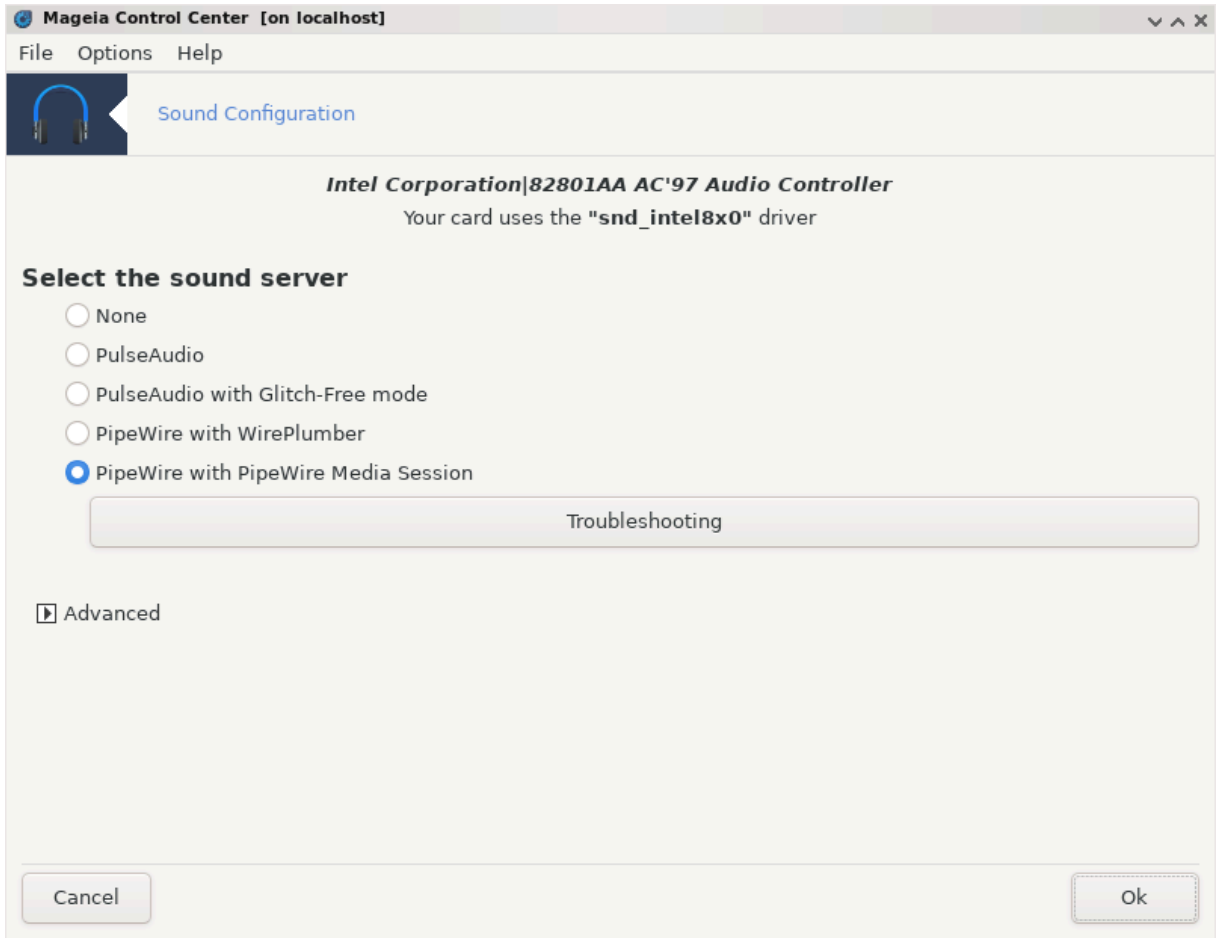 Mageia Control Center [on localhost]
File Options Help
Sound Configuration
Intel Corporation|82801AA AC'97 Audio Controller
Your card uses the "snd_intel8x0" driver
Select the sound server
None
PulseAudio
PulseAudio with Glitch-Free mode
PipeWire with WirePlumber
PipeWire with PipeWire Media Session
Troubleshooting
Advanced
Cancel Ok